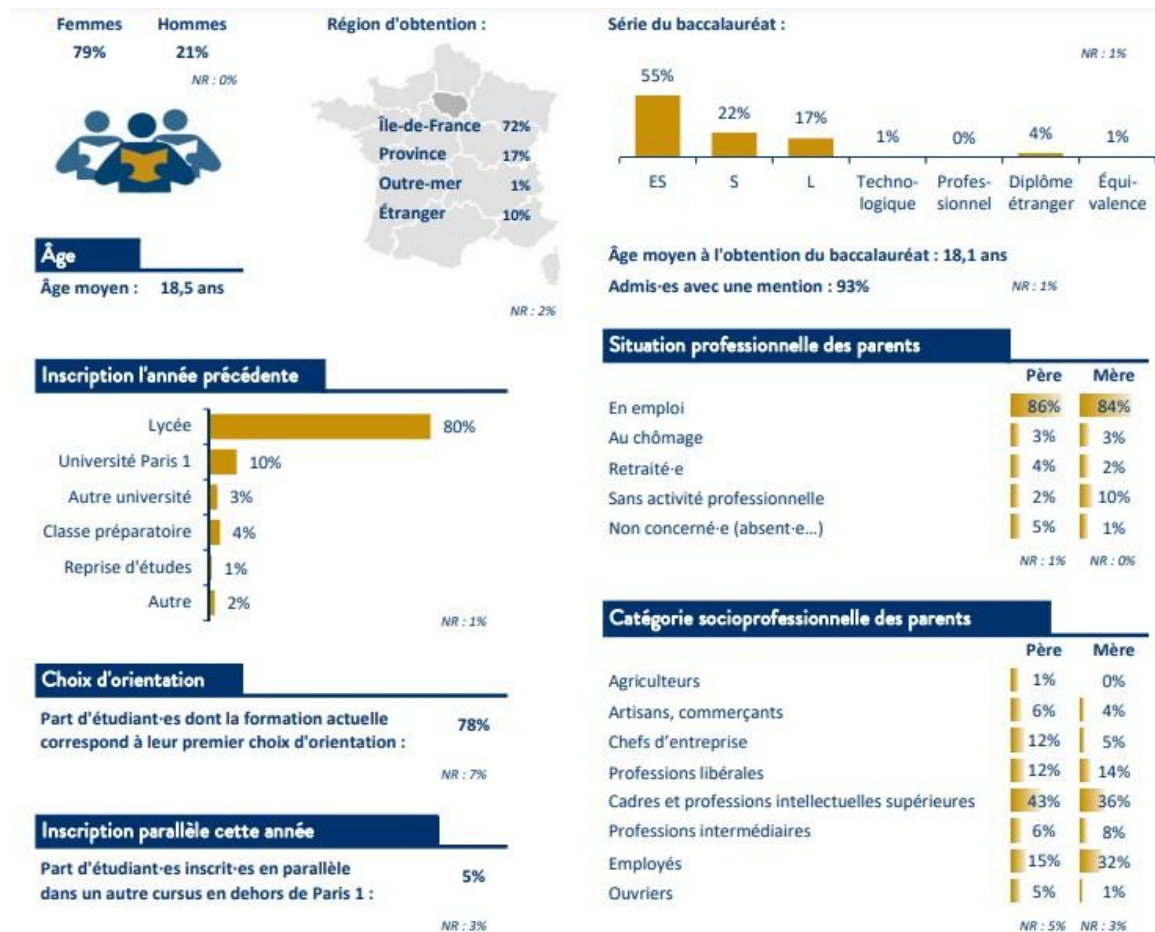 Femmes Hommes
79% 21%
NR : 0%
Région d'obtention :
Île-de-France 72%
Province 17%
Outre-mer 1%
Étranger 10%
NR : 2%
Série du baccalauréat :
NR : 1%
55% 22% 17% 1% 0% 4% 1%
ES S L Techno- Profes- Diplôme Équi-
logique sionnel étranger valence
Âge
Âge moyen : 18,5 ans
Âge moyen à l'obtention du baccalauréat : 18,1 ans
Admis·es avec une mention : 93% NR : 1%
Inscription l'année précédente
Lycée 80%
Université Paris 1 10%
Autre université 3%
Classe préparatoire 4%
Reprise d'études 1%
Autre 2%
NR : 1%
Choix d'orientation
Part d'étudiant·es dont la formation actuelle
correspond à leur premier choix d'orientation : 78%
NR : 7%
Inscription parallèle cette année
Part d'étudiant·es inscrit·es en parallèle
dans un autre cursus en dehors de Paris 1 : 5%
NR : 3%
Situation professionnelle des parents
Père Mère
En emploi 86% 84%
Au chômage 3% 3%
Retraité·e 4% 2%
Sans activité professionnelle 2% 10%
Non concerné·e (absent·e...) 5% 1%
NR : 1% NR : 0%
Catégorie socioprofessionnelle des parents
Père Mère
Agriculteurs 1% 0%
Artisans, commerçants 6% 4%
Chefs d'entreprise 12% 5%
Professions libérales 12% 14%
Cadres et professions intellectuelles supérieures 43% 36%
Professions intermédiaires 6% 8%
Employés 15% 32%
Ouvriers 5% 1%
NR : 5% NR : 3%